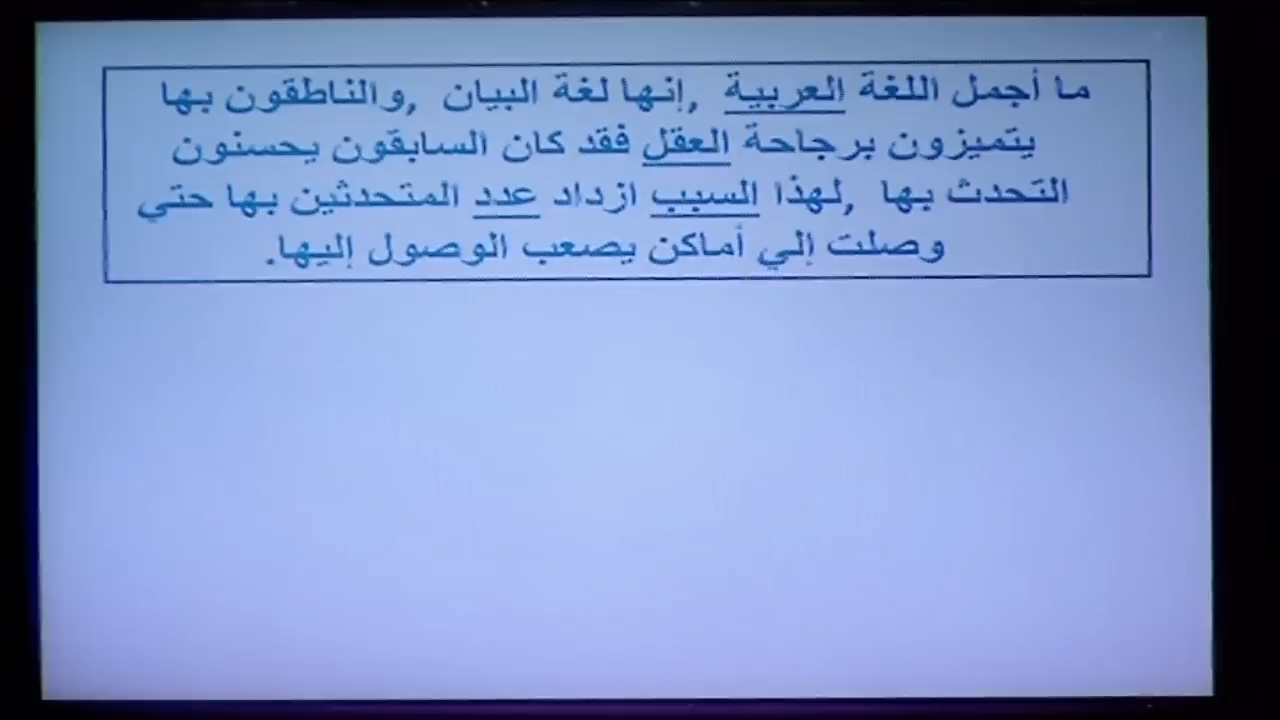 ما أجمل اللغة العربية ,إنها لغة البيان ,والناطقون بها
يتميزون برجاحة العقل فقد كان السابقون يحسنون
التحدث بها ,لهذا السبب ازداد عدد المتحدثين بها حتي
وصلت إلي أماكن يصعب الوصول إليها.